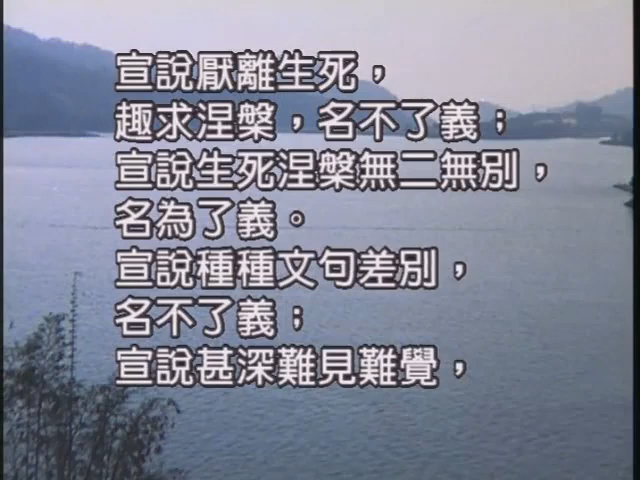 宣說厭離生死，
趣求涅槃，名不了義；
宣說生死涅槃無二無別，
名為了義。
宣說種種文句差別，
名不了義；
宣說甚深難見難覺，